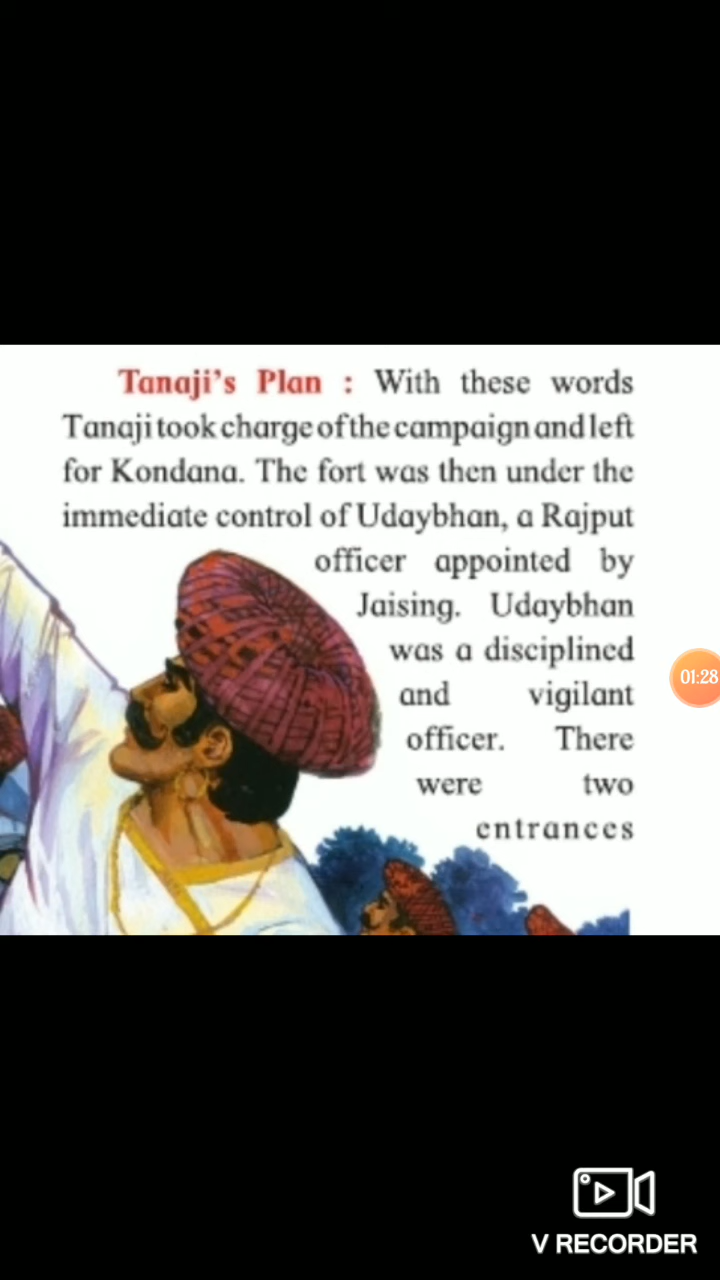 Tanaji's Plan : With these words
Tanaji took charge of the campaign and left
for Kondana. The fort was then under the
immediate control of Udaybhan, a Rajput
officer appointed by
Jaising. Udaybhan
was a disciplined
and vigilant
officer. There
were two
entrances
01:28
V RECORDER